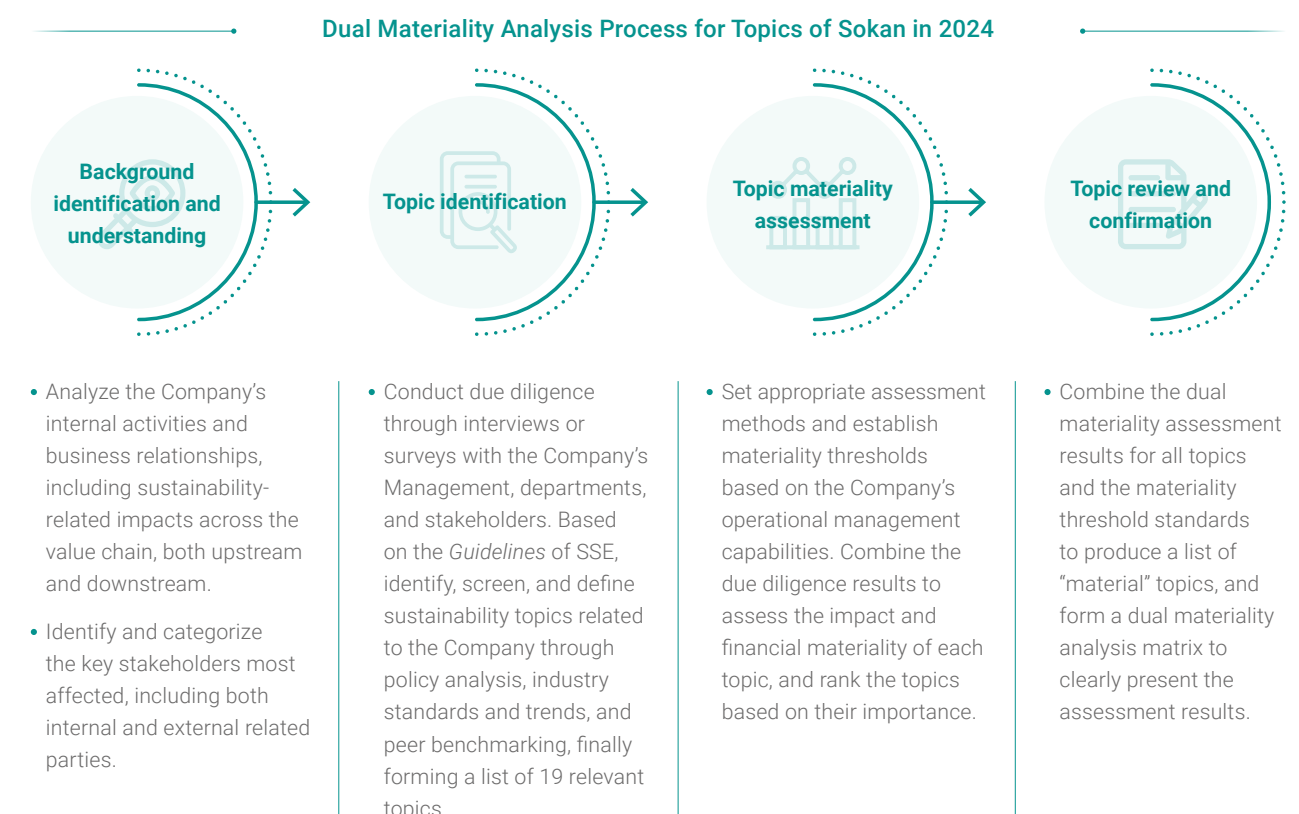 Dual Materiality Analysis Process for Topics of Sokan in 2024
Background
identification and
understanding
Topic identification
Topic materiality
assessment
Topic review and
confirmation
• Analyze the Company’s
internal activities and
business relationships,
including sustainability-
related impacts across the
value chain, both upstream
and downstream.
• Identify and categorize
the key stakeholders most
affected, including both
internal and external related
parties.
• Conduct due diligence
through interviews or
surveys with the Company’s
Management, departments,
and stakeholders. Based
on the Guidelines of SSE,
identify, screen, and define
sustainability topics related
to the Company through
policy analysis, industry
standards and trends, and
peer benchmarking, finally
forming a list of 19 relevant
topics.
• Set appropriate assessment
methods and establish
materiality thresholds
based on the Company’s
operational management
capabilities. Combine the
due diligence results to
assess the impact and
financial materiality of each
topic, and rank the topics
based on their importance.
• Combine the dual
materiality assessment
results for all topics
and the materiality
threshold standards
to produce a list of
“material” topics, and
form a dual materiality
analysis matrix to
clearly present the
assessment results.